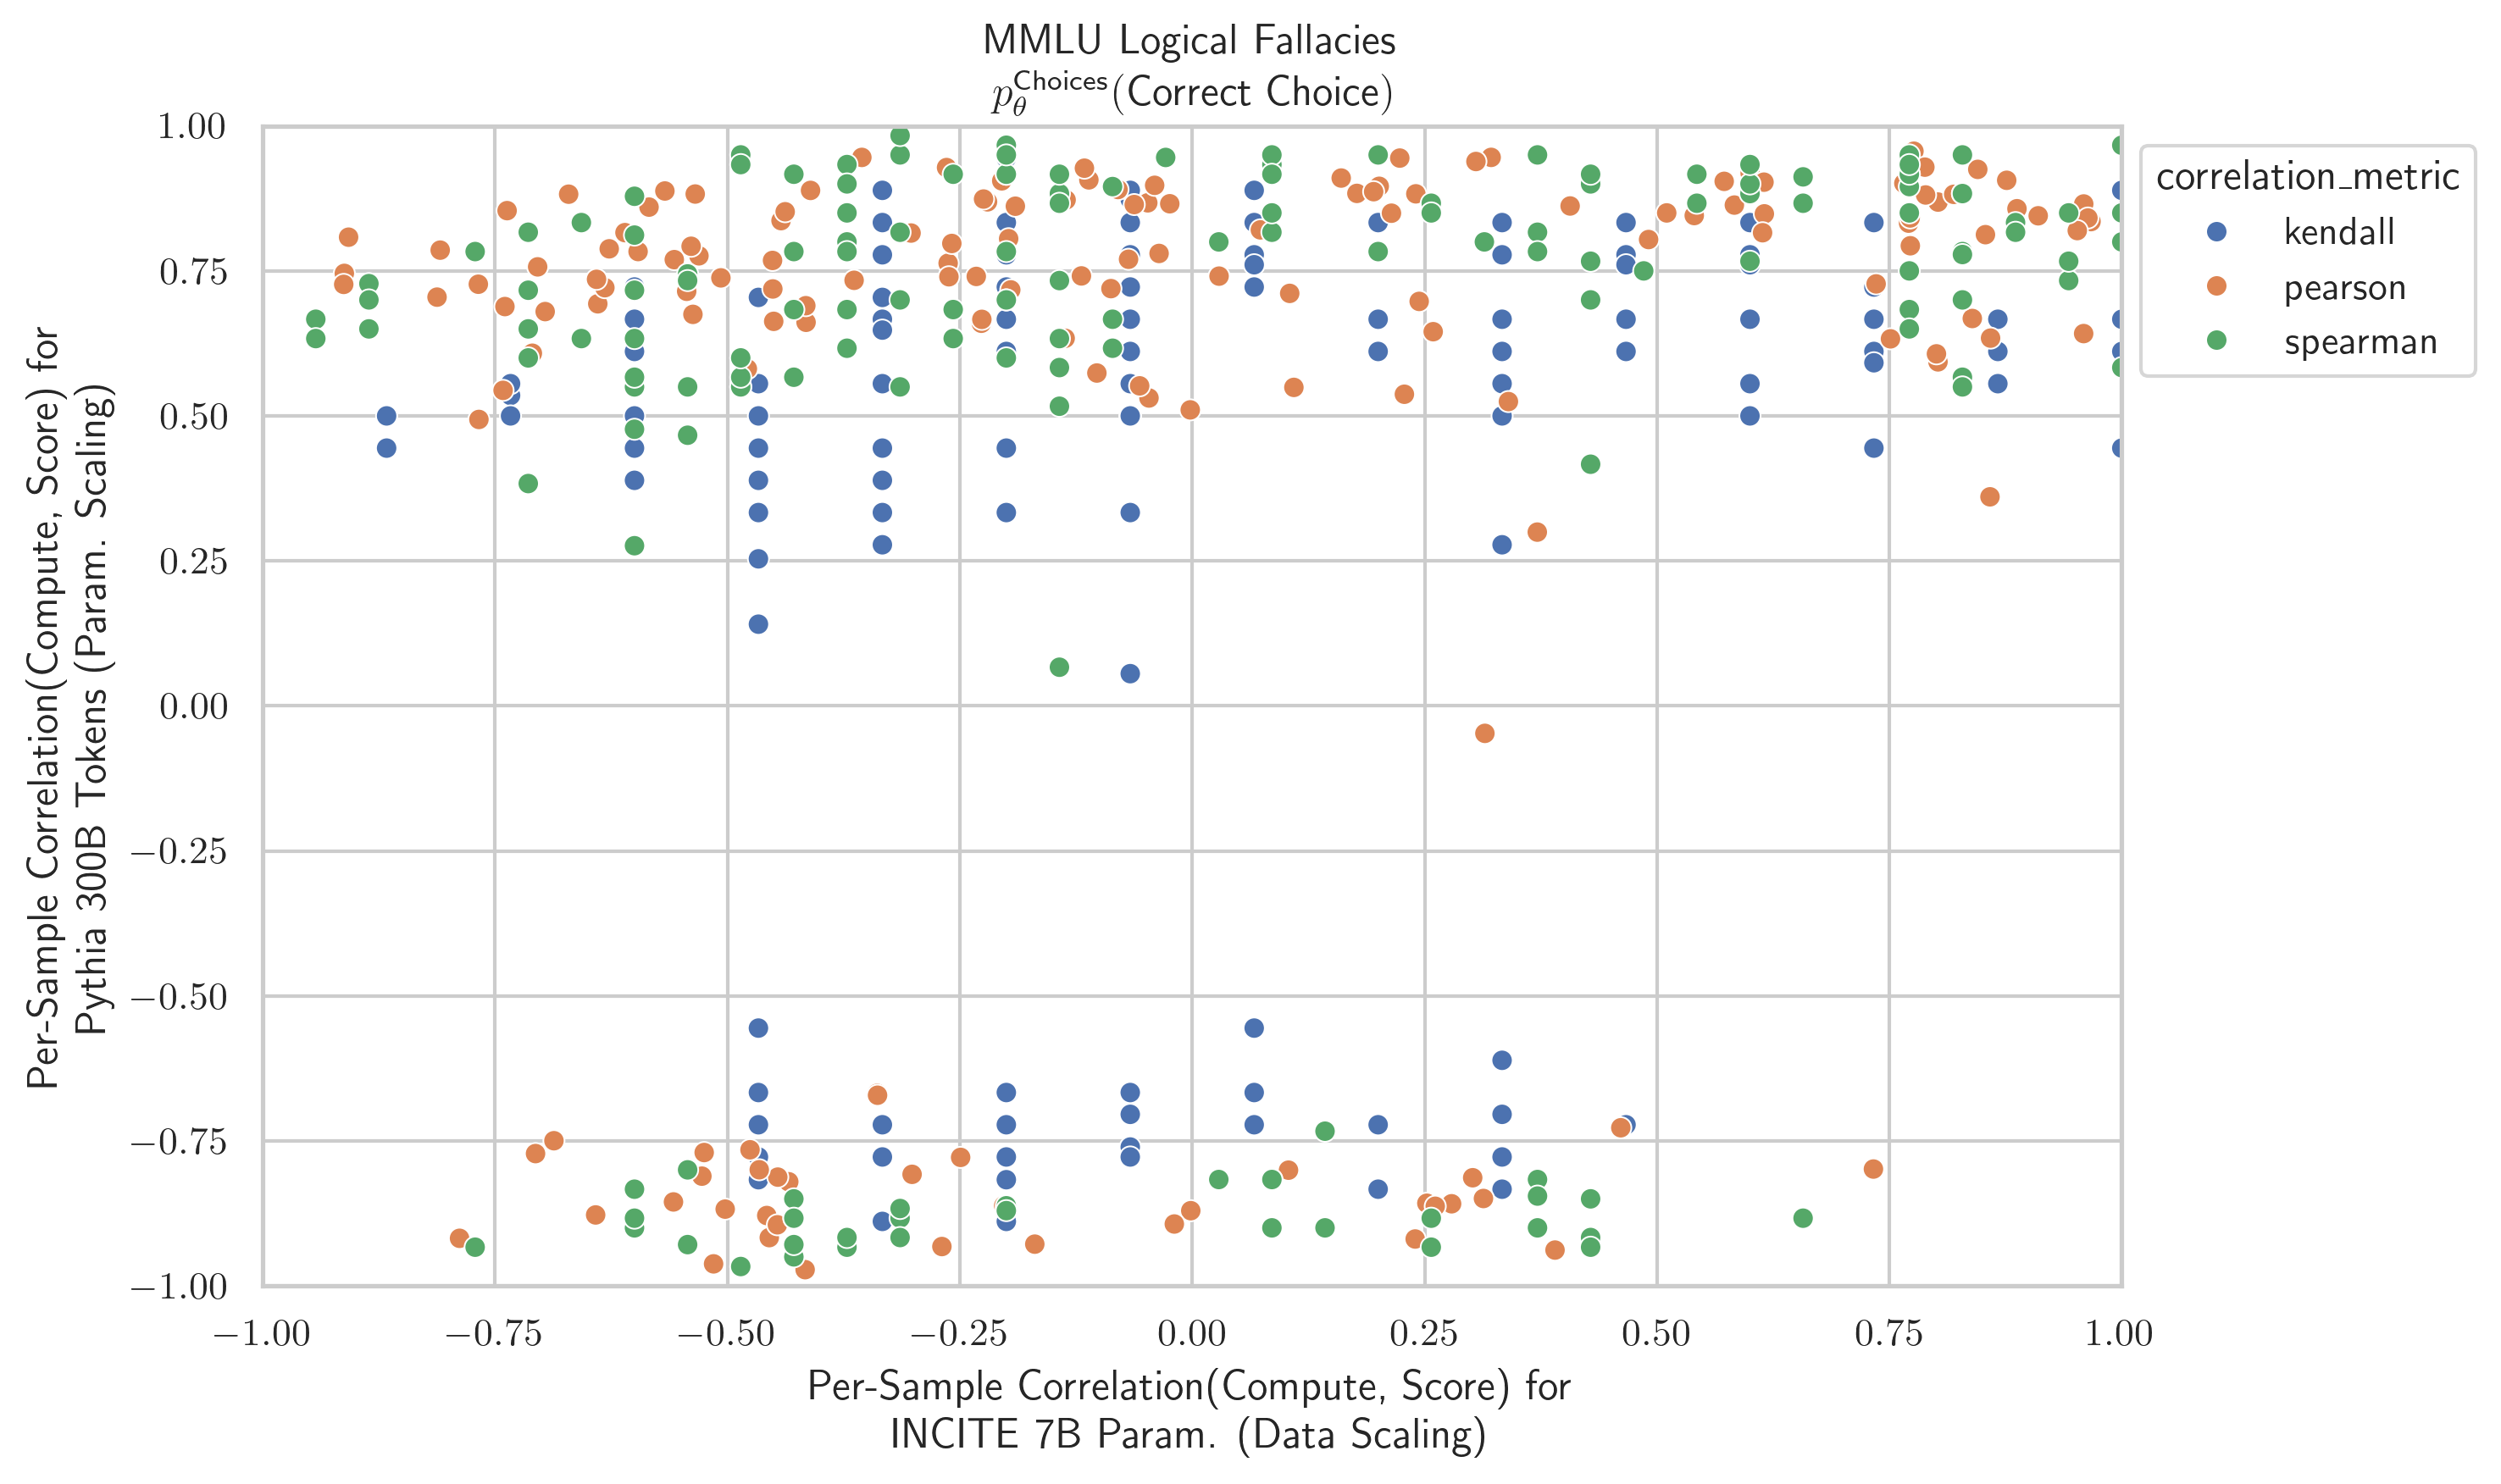 MMLU Logical Fallacies
p_θ^Choices(Correct Choice)
1.00
0.75
0.50
0.25
0.00
−0.25
−0.50
−0.75
−1.00
Per-Sample Correlation(Compute, Score) for
Pythia 300B Tokens (Param. Scaling)
correlation_metric
kendall
pearson
spearman
−1.00 −0.75 −0.50 −0.25 0.00 0.25 0.50 0.75 1.00
Per-Sample Correlation(Compute, Score) for
INCITE 7B Param. (Data Scaling)